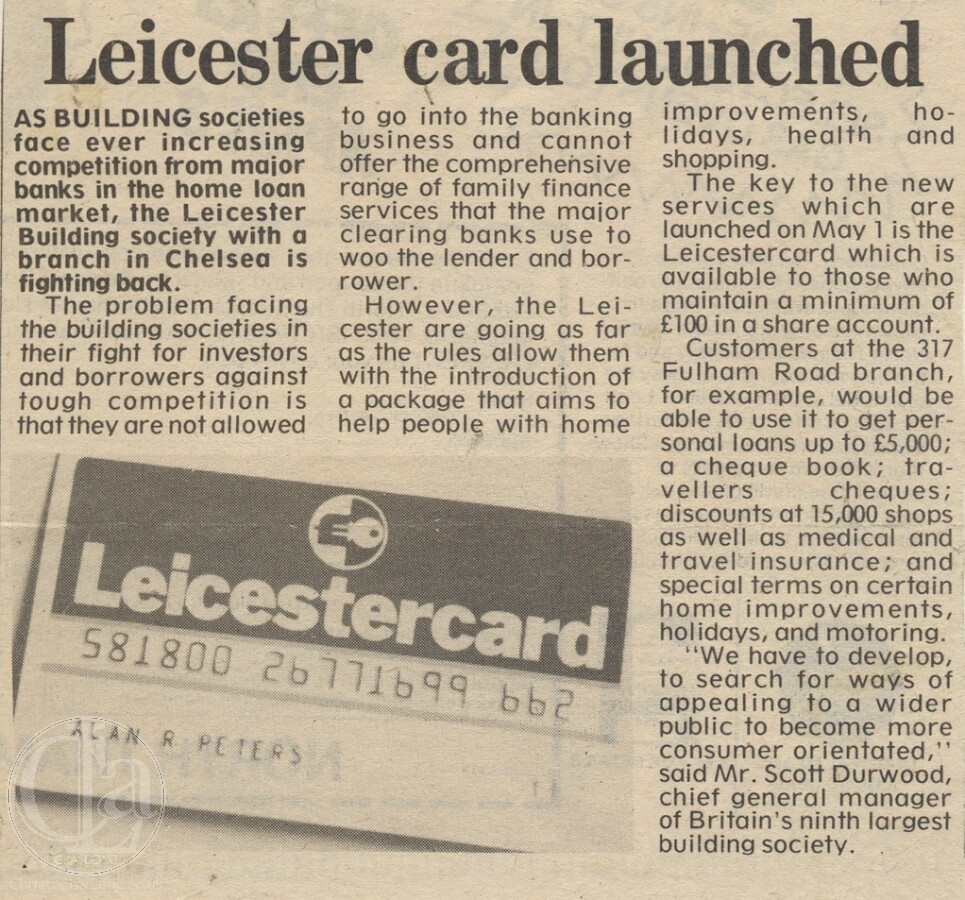 Leicester card launched
AS BUILDING societies
face ever increasing
competition from major
banks in the home loan
market, the Leicester
Building society with a
branch in Chelsea is
fighting back.
The problem facing
the building societies in
their fight for investors
and borrowers against
tough competition is
that they are not allowed
to go into the banking
business and cannot
offer the comprehensive
range of family finance
services that the major
clearing banks use to
woo the lender and bor-
rower.
However, the Lei-
cester are going as far
as the rules allow them
with the introduction of
a package that aims to
help people with home
improvements, ho-
lidays, health and
shopping.
The key to the new
services which are
launched on May 1 is the
Leicestercard which is
available to those who
maintain a minimum of
£100 in a share account.
Customers at the 317
Fulham Road branch,
for example, would be
able to use it to get per-
sonal loans up to £5,000;
a cheque book; tra-
vellers cheques;
discounts at 15,000 shops
as well as medical and
travel insurance; and
special terms on certain
home improvements,
holidays, and motoring.
"We have to develop,
to search for ways of
appealing to a wider
public to become more
consumer orientated,"
said Mr. Scott Durwood,
chief general manager
of Britain's ninth largest
building society.
Leicestercard
581800 26771699 662
ALAN R PETERS